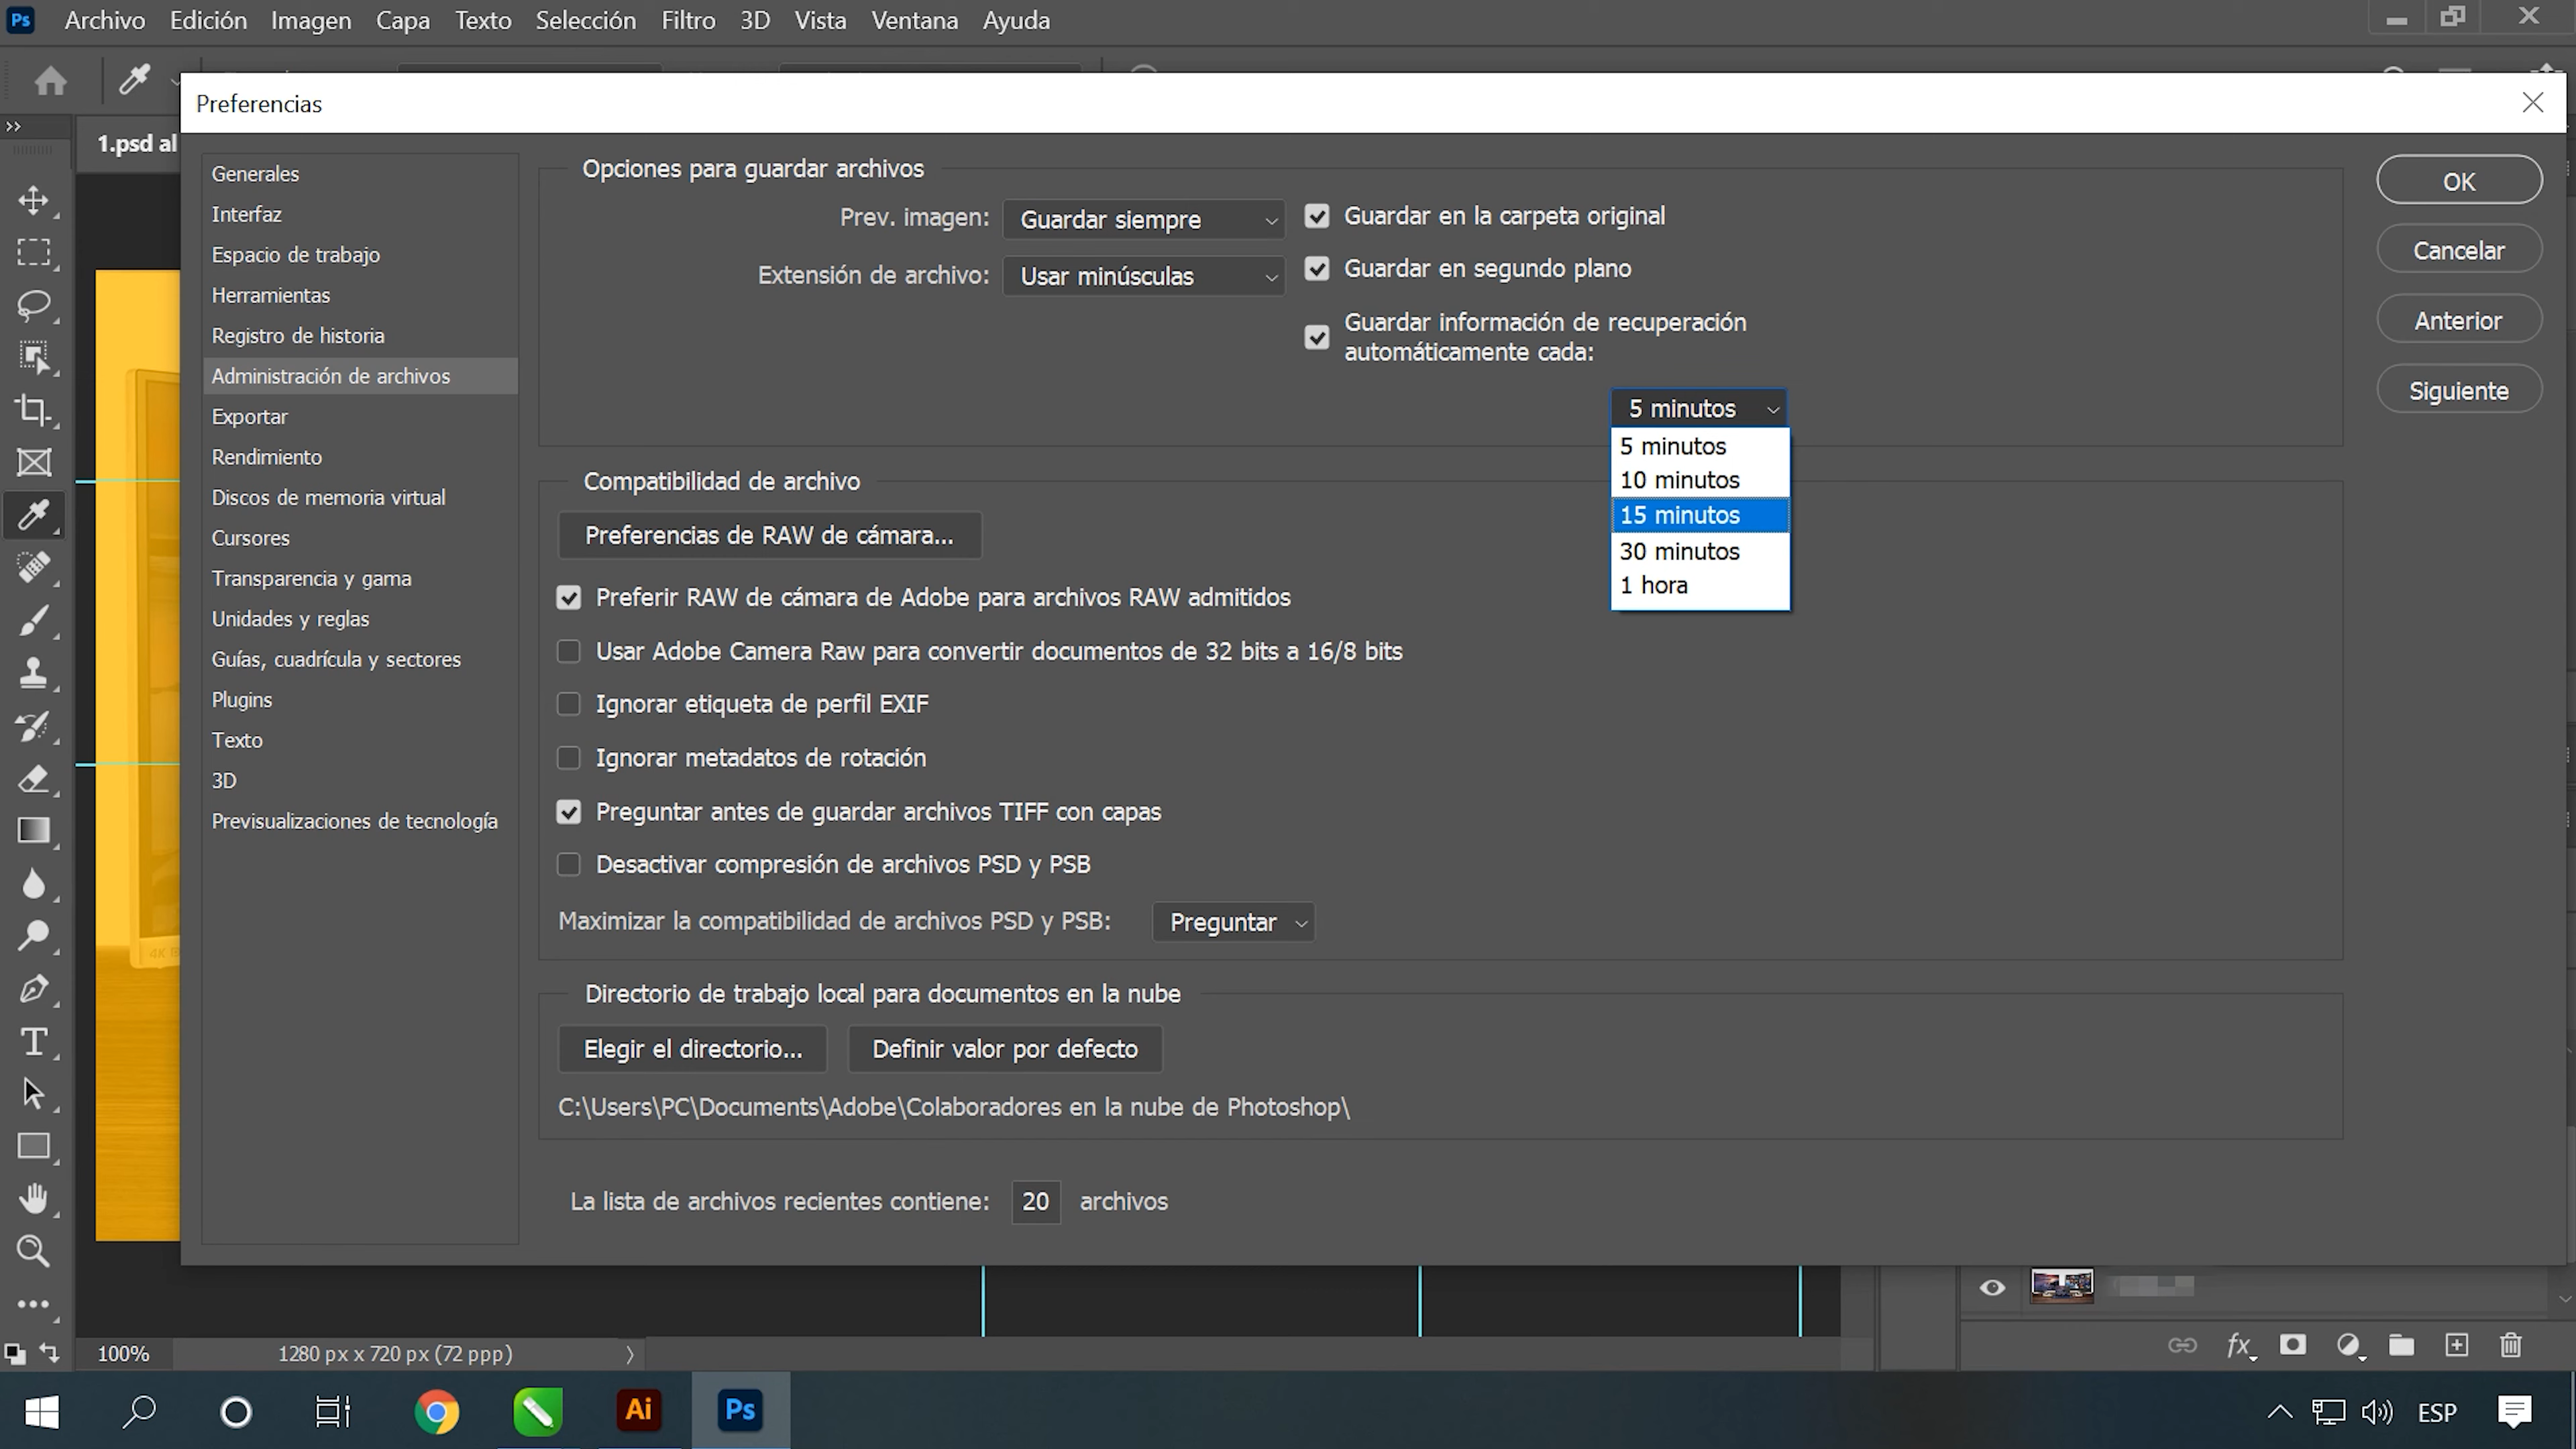 Ps Archivo Edición Imagen Capa Texto Selección Filtro 3D Vista Ventana Ayuda
Preferencias
1.psd al
Generales
Interfaz
Espacio de trabajo
Herramientas
Registro de historia
Administración de archivos
Exportar
Rendimiento
Discos de memoria virtual
Cursores
Transparencia y gama
Unidades y reglas
Guías, cuadrícula y sectores
Plugins
Texto
3D
Previsualizaciones de tecnología
Opciones para guardar archivos
Prev. imagen: Guardar siempre
Extensión de archivo: Usar minúsculas
Guardar en la carpeta original
Guardar en segundo plano
Guardar información de recuperación
automáticamente cada:
5 minutos
5 minutos
10 minutos
15 minutos
30 minutos
1 hora
OK
Cancelar
Anterior
Siguiente
Compatibilidad de archivo
Preferencias de RAW de cámara...
Preferir RAW de cámara de Adobe para archivos RAW admitidos
Usar Adobe Camera Raw para convertir documentos de 32 bits a 16/8 bits
Ignorar etiqueta de perfil EXIF
Ignorar metadatos de rotación
Preguntar antes de guardar archivos TIFF con capas
Desactivar compresión de archivos PSD y PSB
Maximizar la compatibilidad de archivos PSD y PSB: Preguntar
Directorio de trabajo local para documentos en la nube
Elegir el directorio... Definir valor por defecto
C:\Users\PC\Documents\Adobe\Colaboradores en la nube de Photoshop\
La lista de archivos recientes contiene: 20 archivos
4K
100% 1280 px x 720 px (72 ppp)
fx
Ai Ps ESP